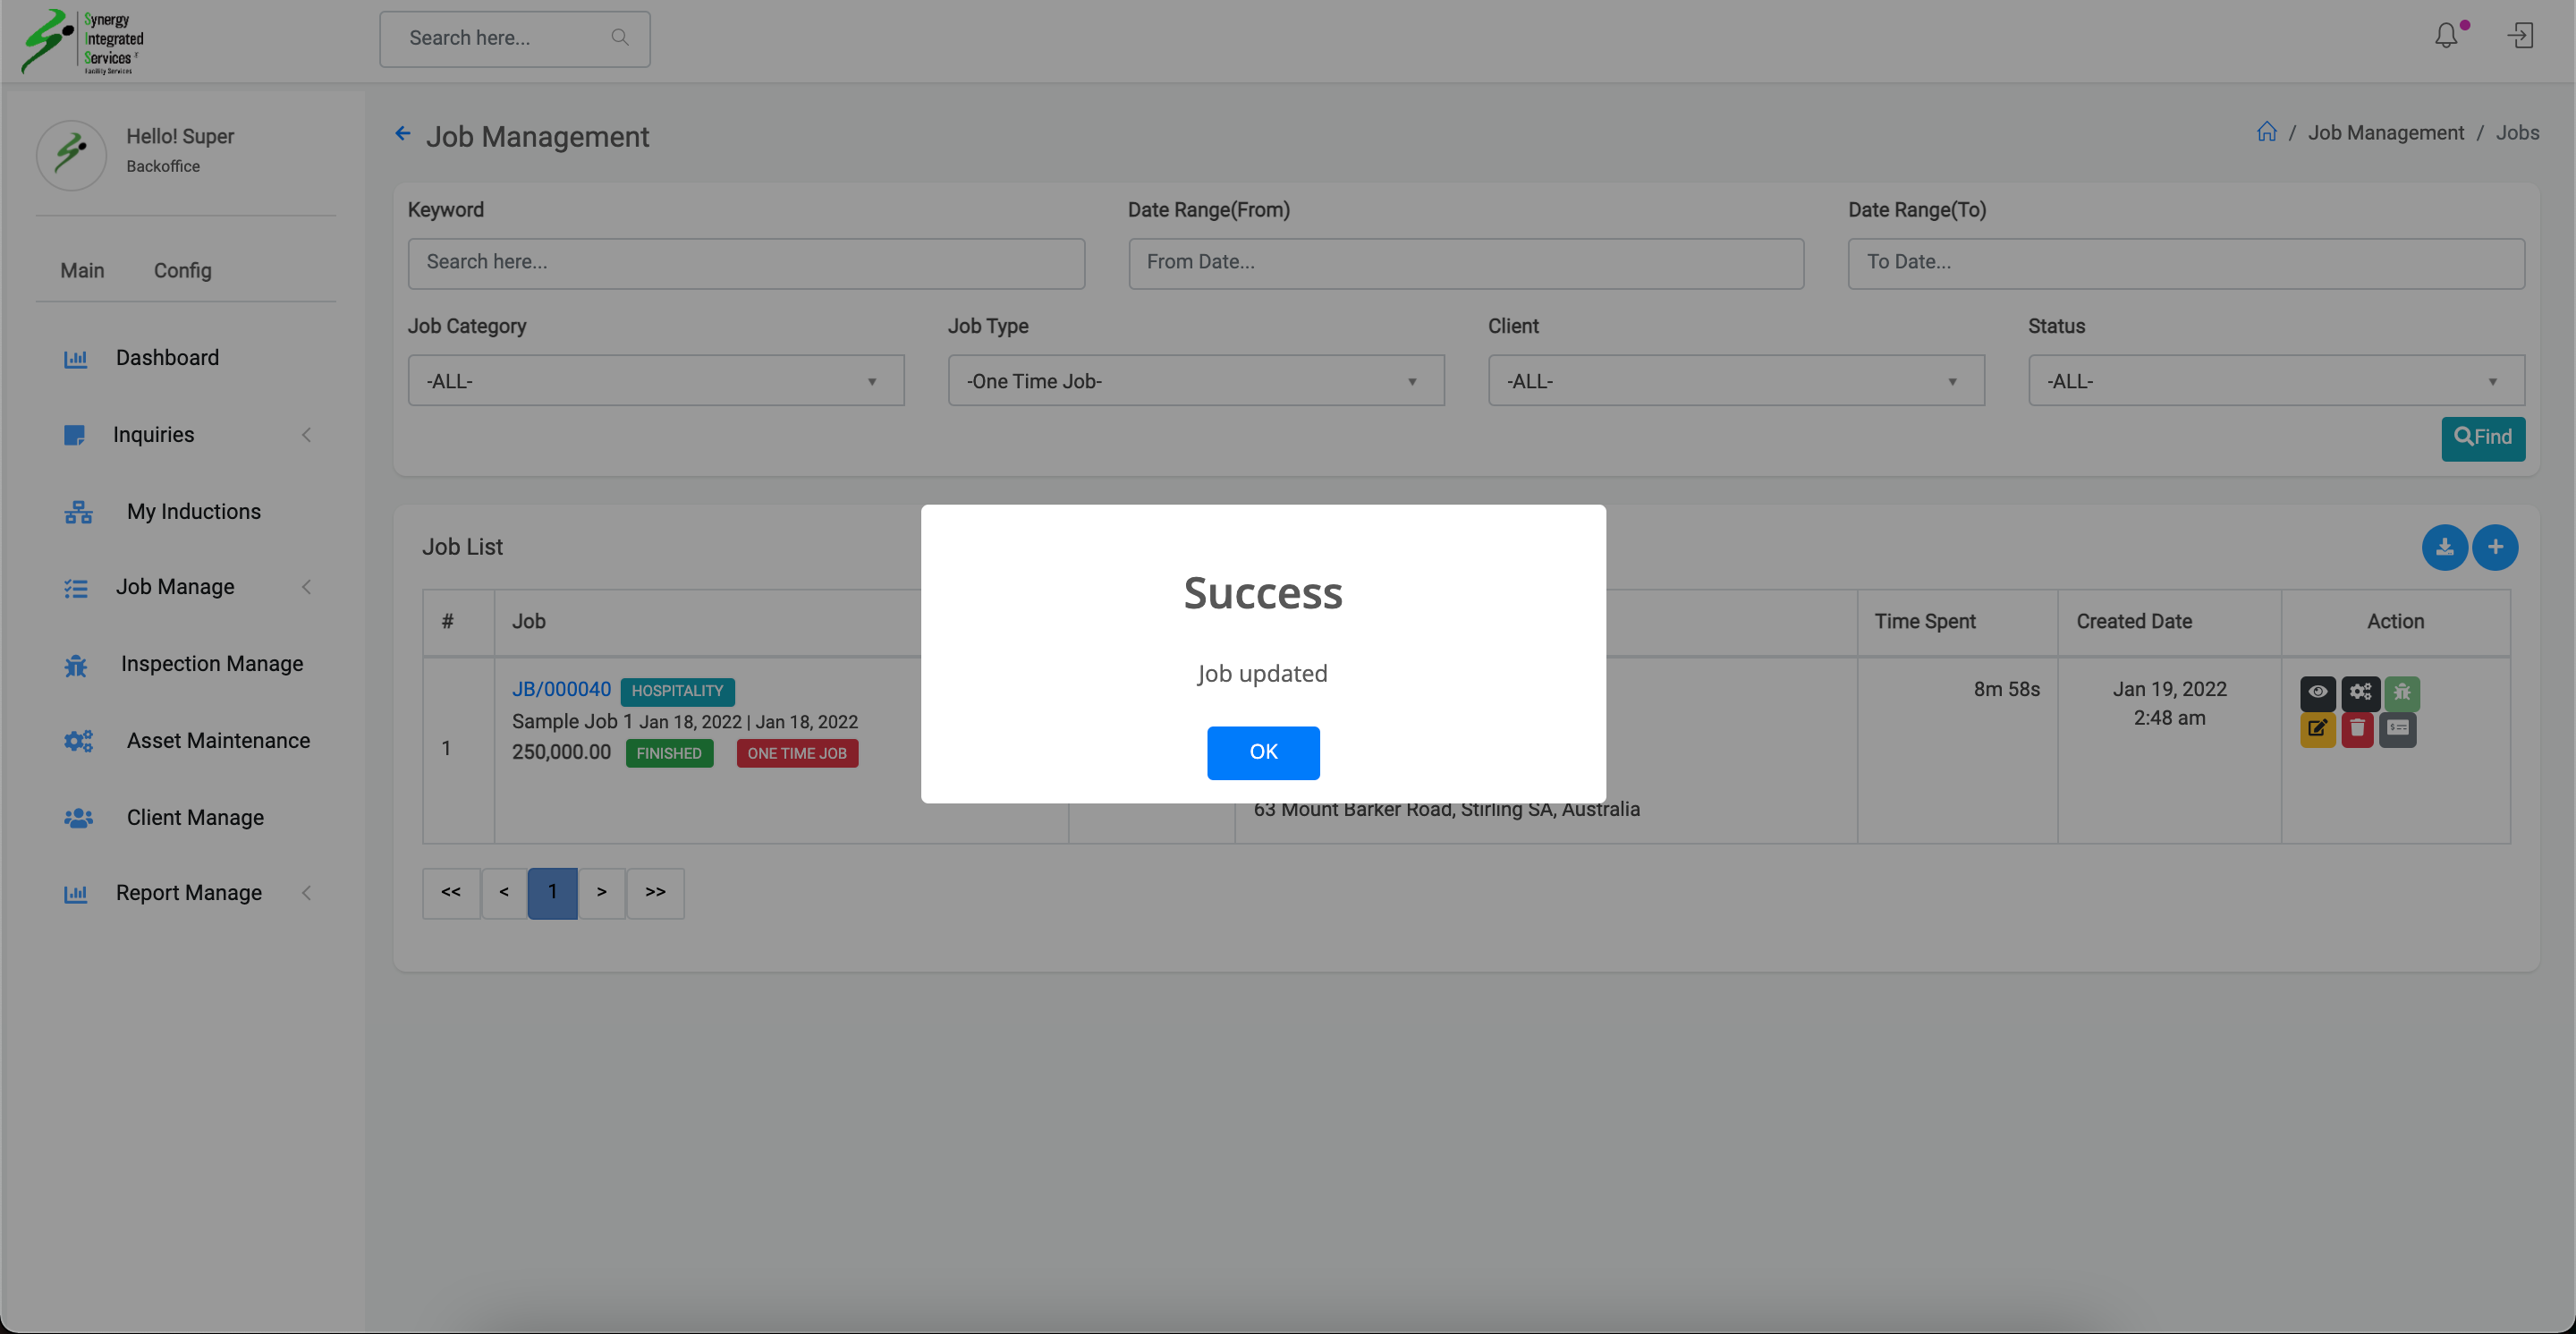 Synergy
Integrated
Services
Facility Services
Search here...
Hello! Super
Backoffice
Main Config
Dashboard
Inquiries
My Inductions
Job Manage
Inspection Manage
Asset Maintenance
Client Manage
Report Manage
Job Management
/ Job Management / Jobs
Keyword Date Range(From) Date Range(To)
Search here... From Date... To Date...
Job Category Job Type Client Status
-ALL- -One Time Job- -ALL- -ALL-
Find
Job List
# Job Time Spent Created Date Action
1
JB/000040 HOSPITALITY
Sample Job 1 Jan 18, 2022 | Jan 18, 2022
250,000.00 FINISHED ONE TIME JOB
63 Mount Barker Road, Stirling SA, Australia
8m 58s
Jan 19, 2022
2:48 am
<< < 1 > >>
Success
Job updated
OK